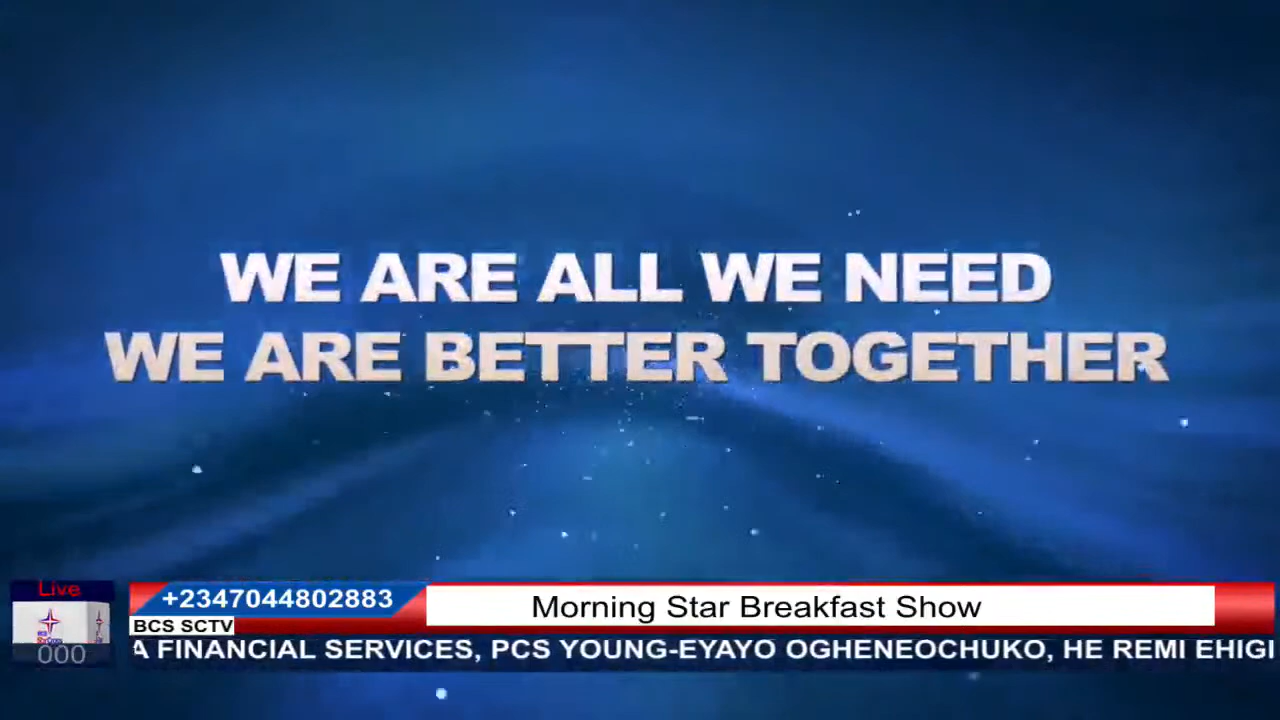 WE ARE ALL WE NEED
WE ARE BETTER TOGETHER
Live
+2347044802883
Morning Star Breakfast Show
BCS SCTV
000
A FINANCIAL SERVICES, PCS YOUNG-EYAYO OGHENEOCHUKO, HE REMI EHIGI